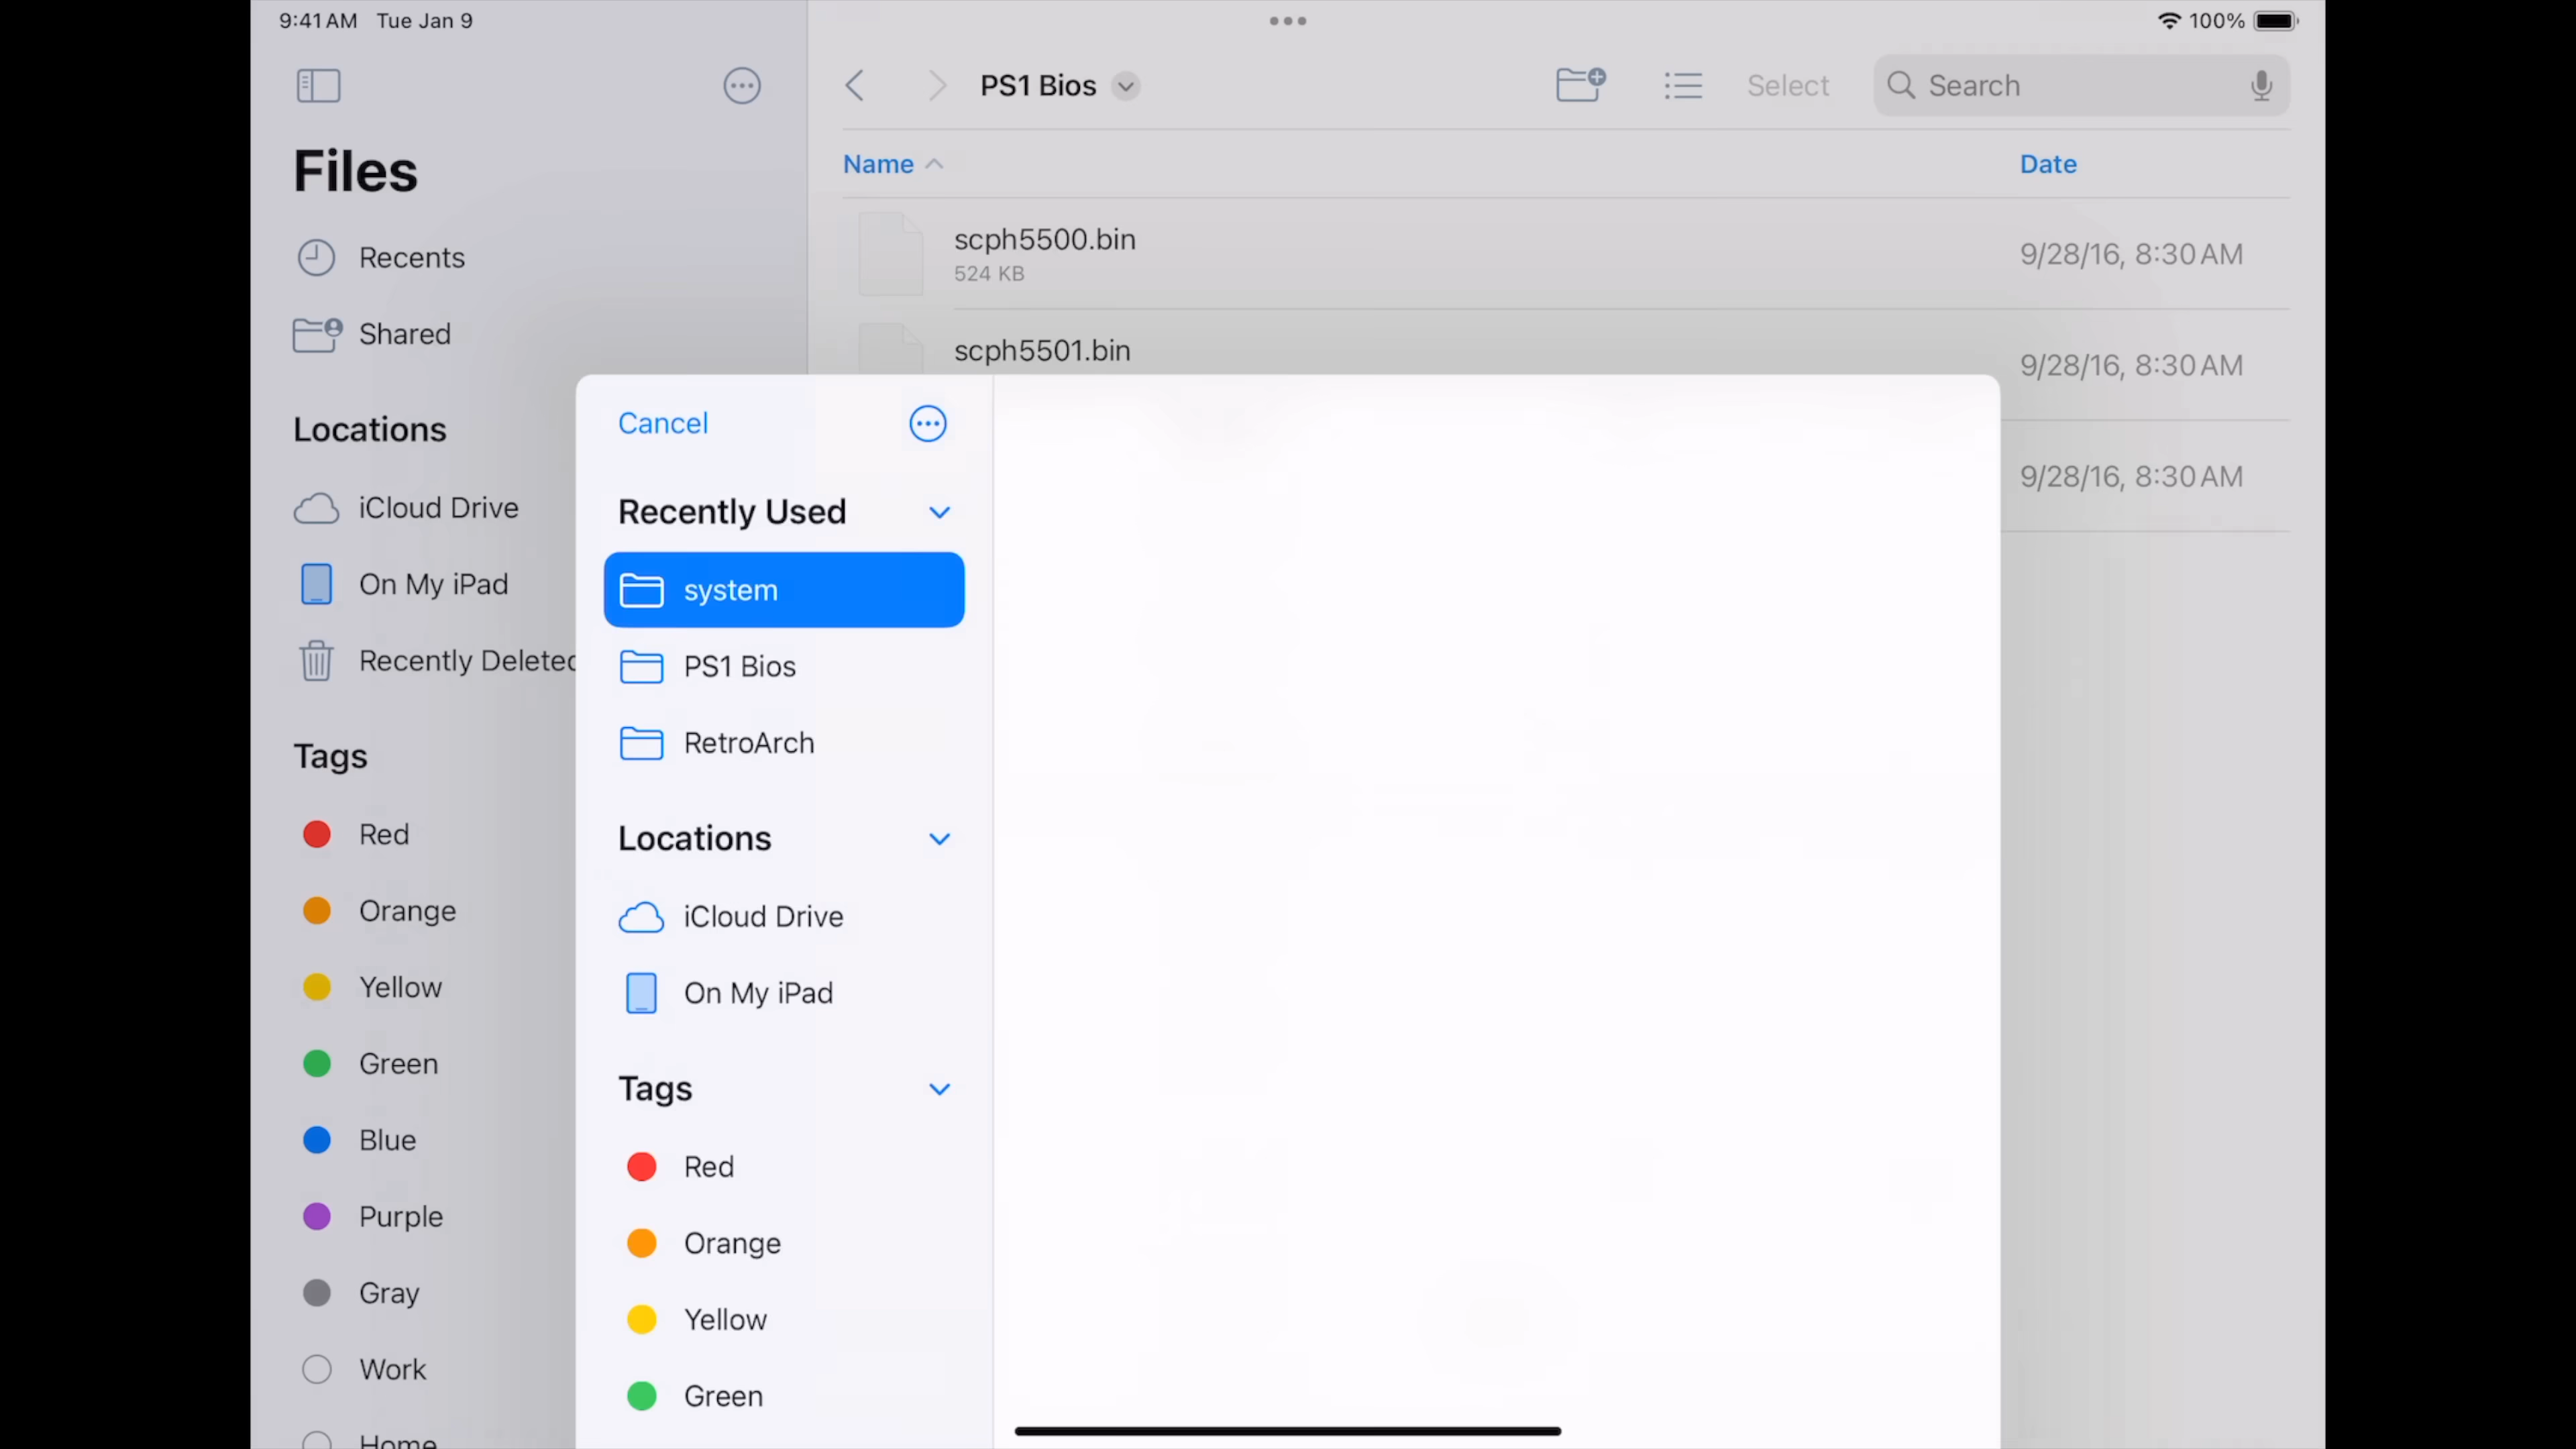 9:41 AM Tue Jan 9
100%
Files
Recents
Shared
Locations
iCloud Drive
On My iPad
Recently Deleted
Tags
Red
Orange
Yellow
Green
Blue
Purple
Gray
Work
Home
PS1 Bios
Select
Search
Name
Date
scph5500.bin
524 KB
9/28/16, 8:30 AM
scph5501.bin
9/28/16, 8:30 AM
9/28/16, 8:30 AM
Cancel
Recently Used
system
PS1 Bios
RetroArch
Locations
iCloud Drive
On My iPad
Tags
Red
Orange
Yellow
Green